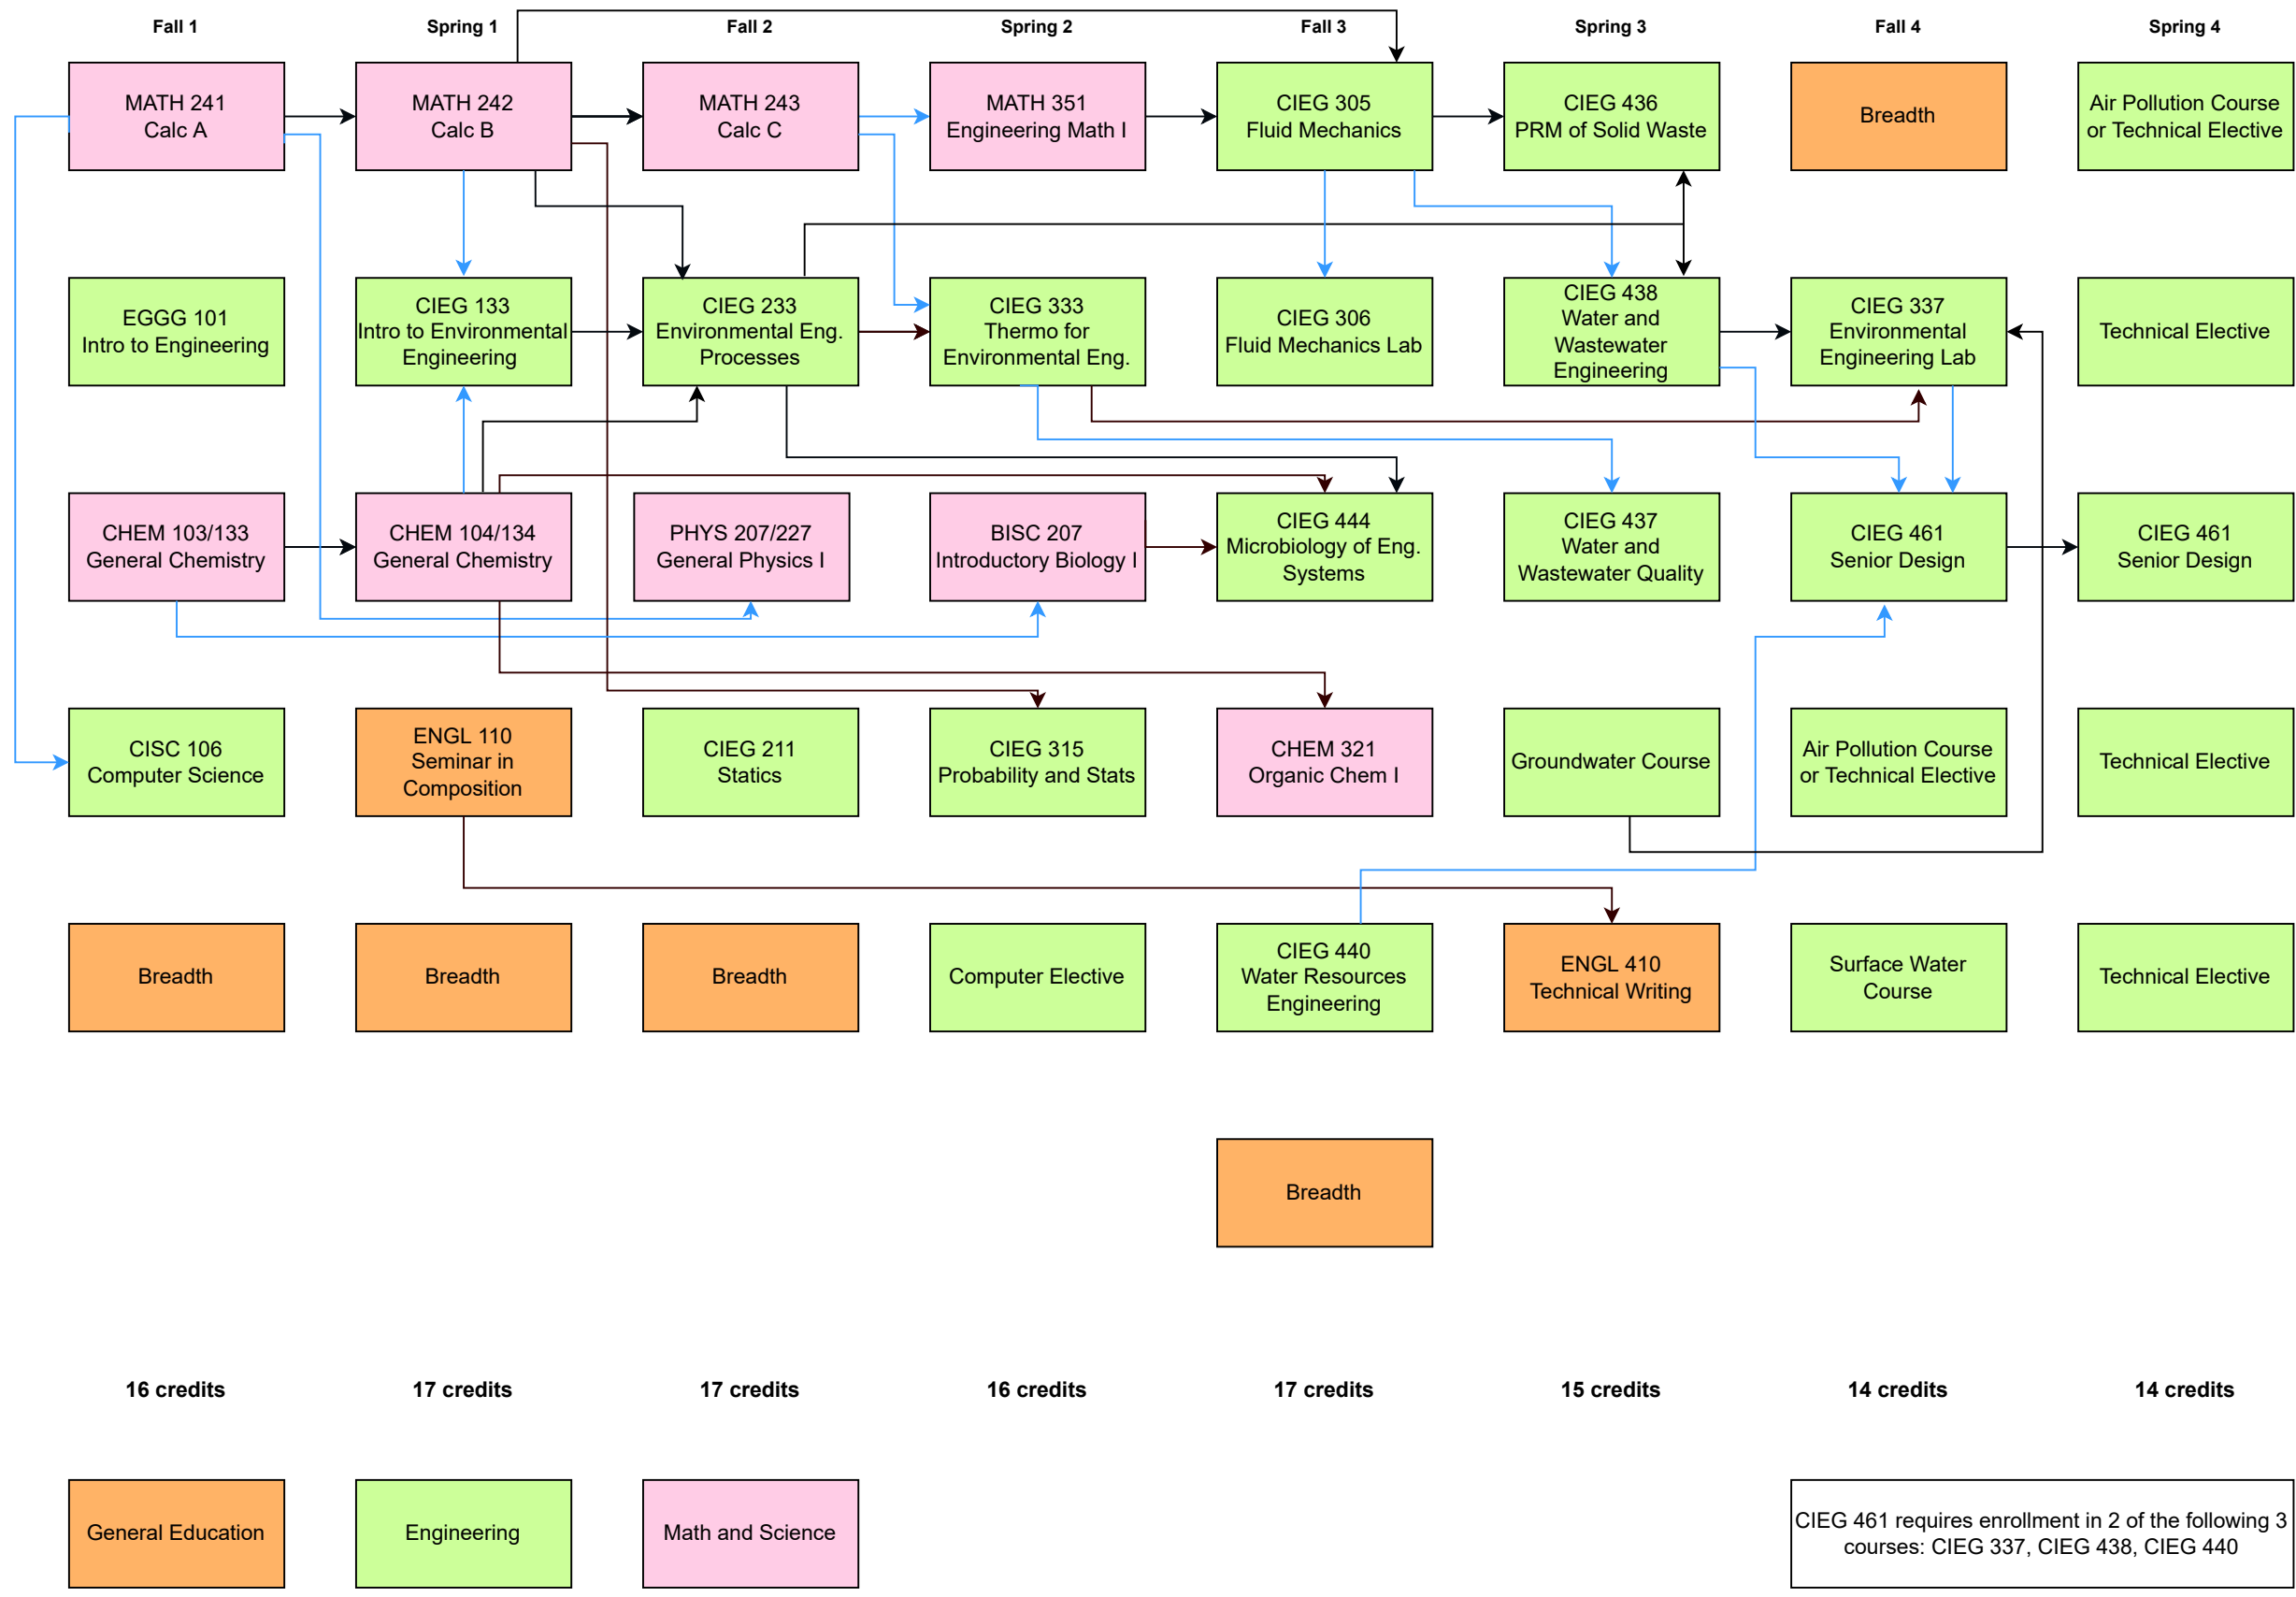 Fall 1
Spring 1
Fall 2
Spring 2
Fall 3
Spring 3
Fall 4
Spring 4
MATH 241
Calc A
MATH 242
Calc B
MATH 243
Calc C
MATH 351
Engineering Math I
CIEG 305
Fluid Mechanics
CIEG 436
PRM of Solid Waste
Breadth
Air Pollution Course
or Technical Elective
EGGG 101
Intro to Engineering
CIEG 133
Intro to Environmental
Engineering
CIEG 233
Environmental Eng.
Processes
CIEG 333
Thermo for
Environmental Eng.
CIEG 306
Fluid Mechanics Lab
CIEG 438
Water and
Wastewater
Engineering
CIEG 337
Environmental
Engineering Lab
Technical Elective
CHEM 103/133
General Chemistry
CHEM 104/134
General Chemistry
PHYS 207/227
General Physics I
BISC 207
Introductory Biology I
CIEG 444
Microbiology of Eng.
Systems
CIEG 437
Water and
Wastewater Quality
CIEG 461
Senior Design
CIEG 461
Senior Design
CISC 106
Computer Science
ENGL 110
Seminar in
Composition
CIEG 211
Statics
CIEG 315
Probability and Stats
CHEM 321
Organic Chem I
Groundwater Course
Air Pollution Course
or Technical Elective
Technical Elective
Breadth
Breadth
Breadth
Computer Elective
CIEG 440
Water Resources
Engineering
ENGL 410
Technical Writing
Surface Water
Course
Technical Elective
Breadth
16 credits
17 credits
17 credits
16 credits
17 credits
15 credits
14 credits
14 credits
General Education
Engineering
Math and Science
CIEG 461 requires enrollment in 2 of the following 3
courses: CIEG 337, CIEG 438, CIEG 440